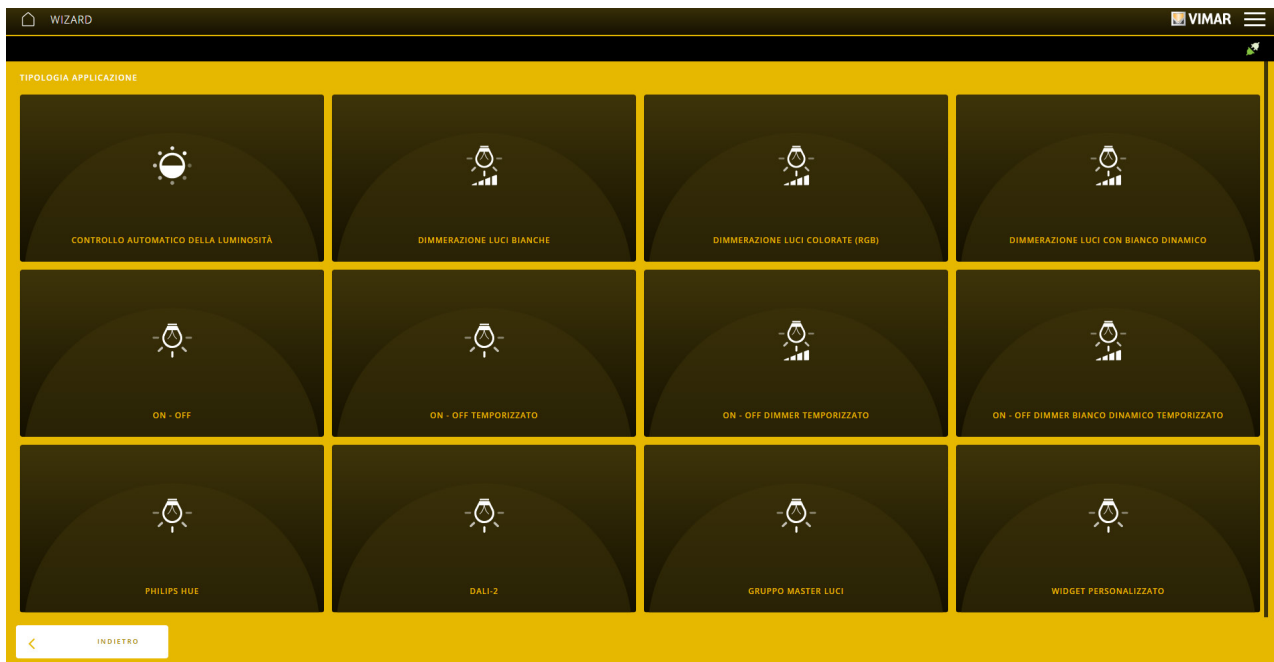 WIZARD
VIMAR
TIPOLOGIA APPLICAZIONE
CONTROLLO AUTOMATICO DELLA LUMINOSITÀ
DIMMERAZIONE LUCI BIANCHE
DIMMERAZIONE LUCI COLORATE (RGB)
DIMMERAZIONE LUCI CON BIANCO DINAMICO
ON - OFF
ON - OFF TEMPORIZZATO
ON - OFF DIMMER TEMPORIZZATO
ON - OFF DIMMER BIANCO DINAMICO TEMPORIZZATO
PHILIPS HUE
DALI-2
GRUPPO MASTER LUCI
WIDGET PERSONALIZZATO
INDIETRO